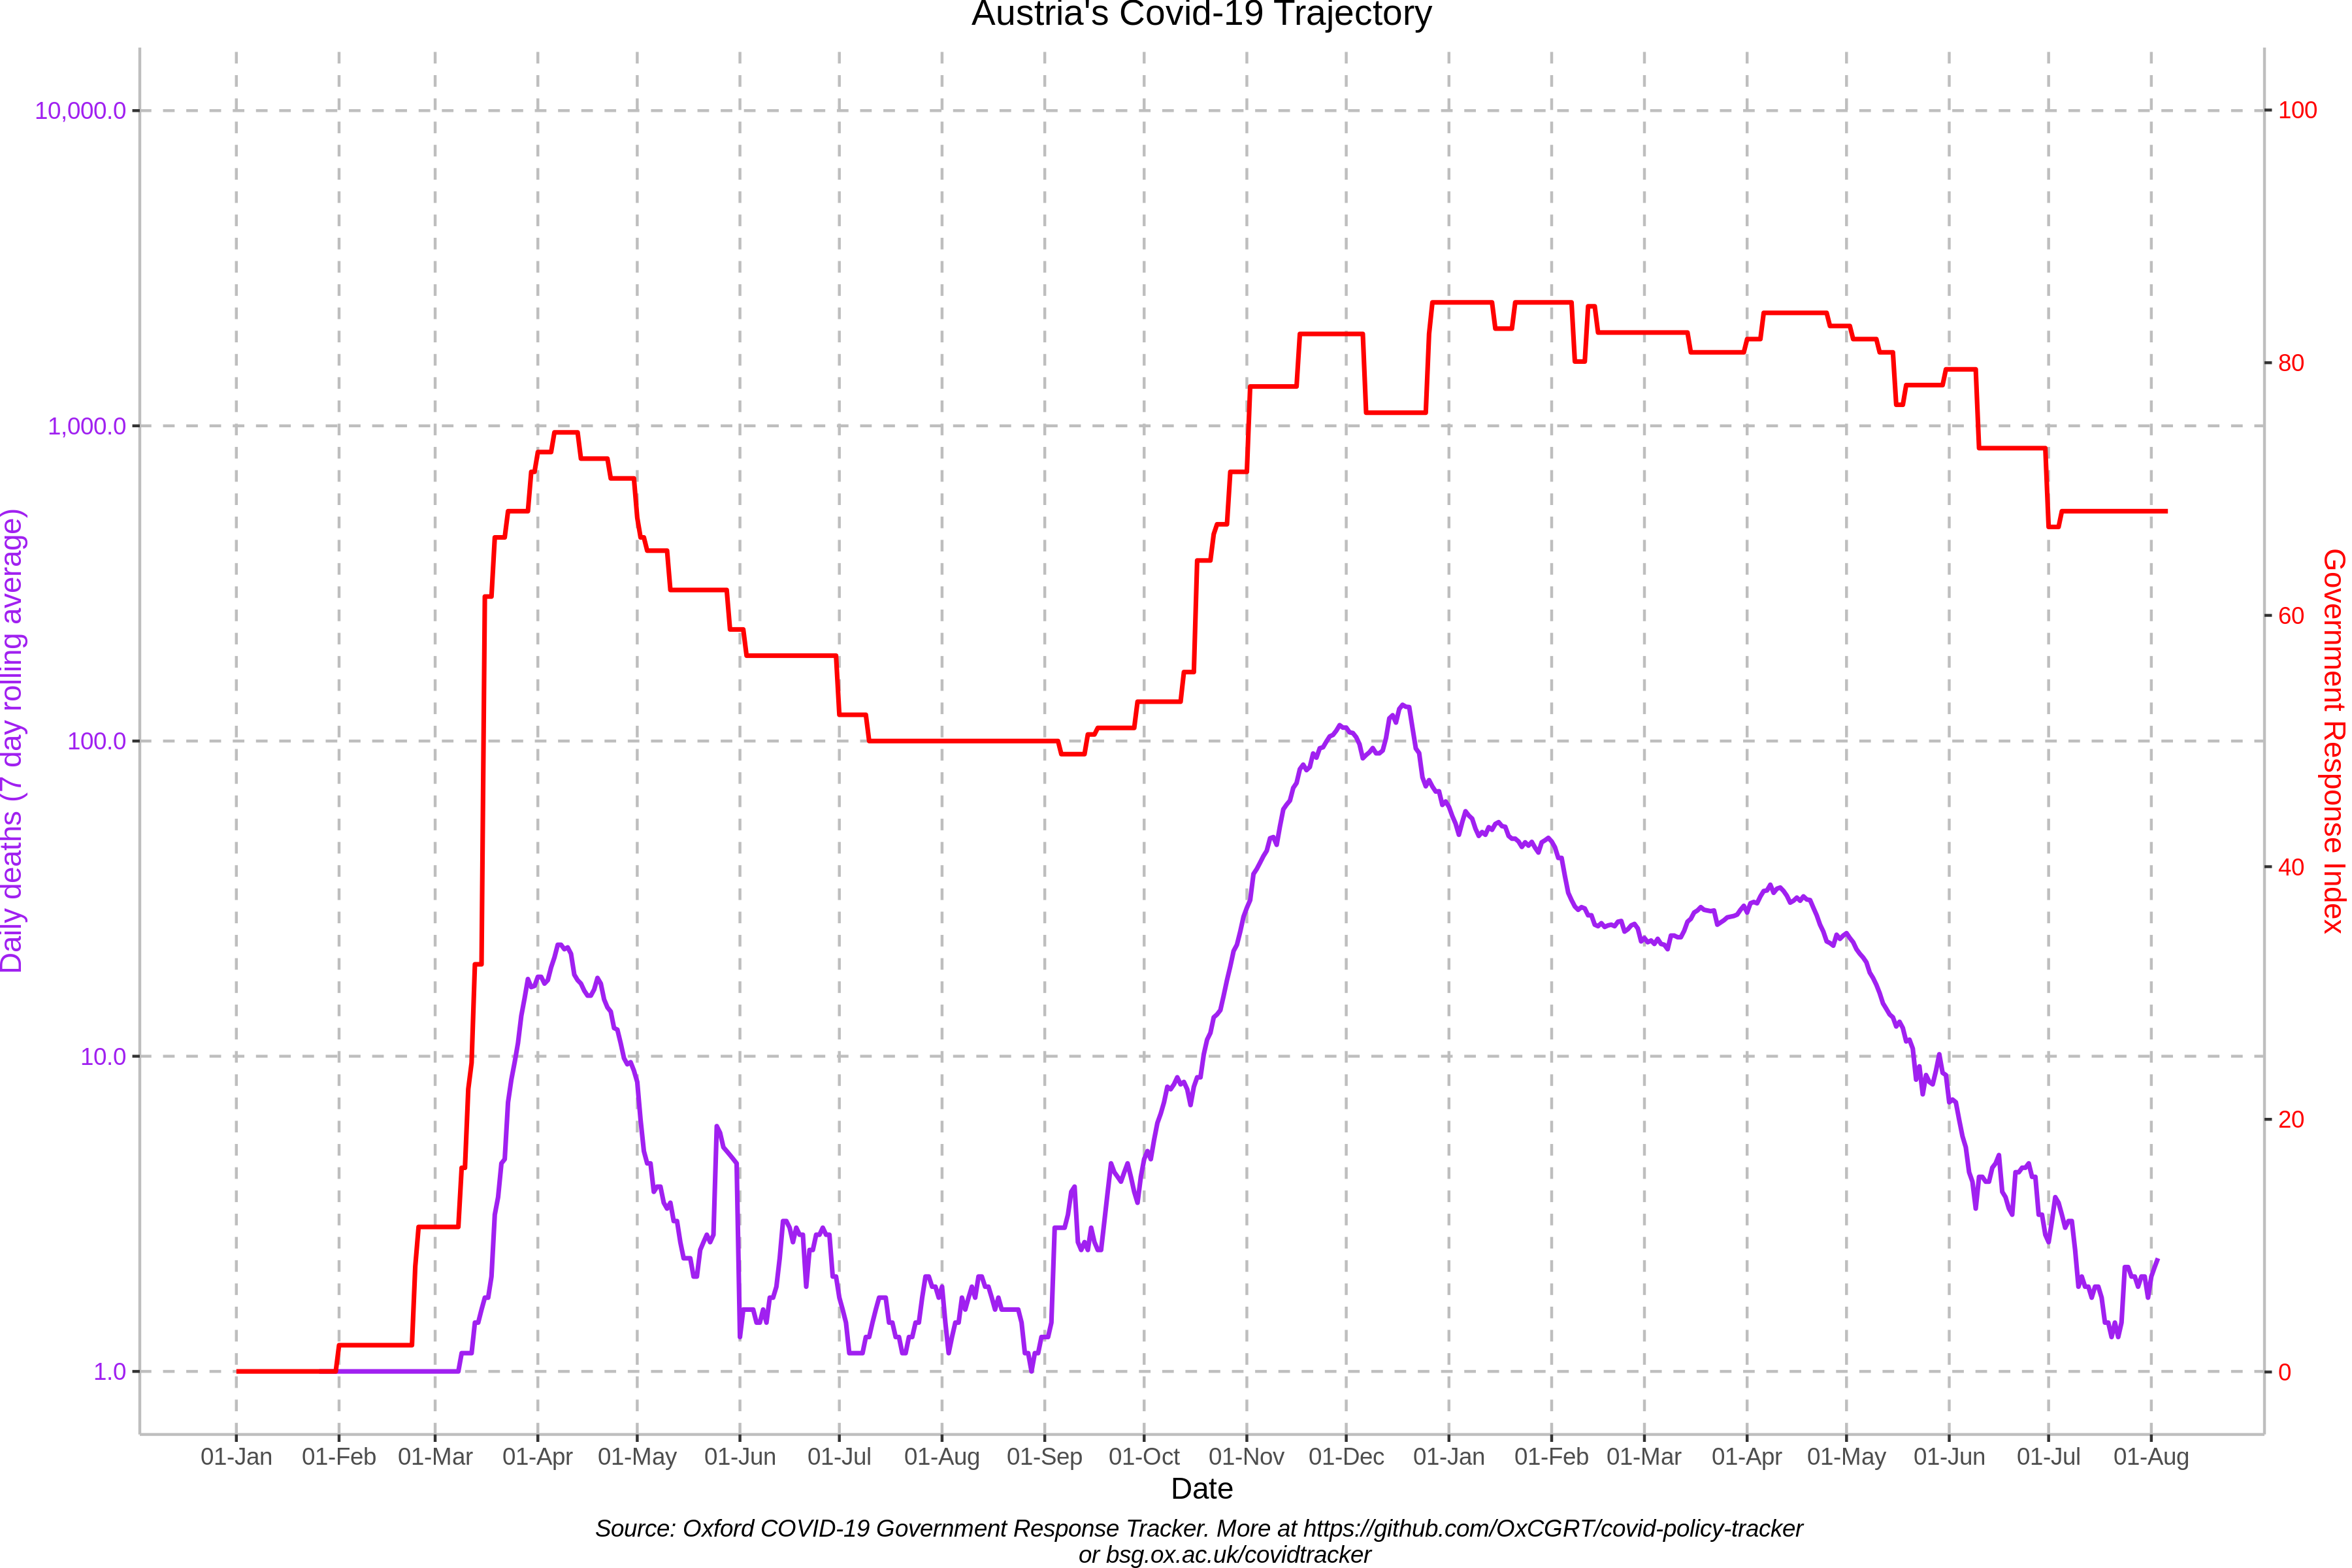 Austria's Covid-19 Trajectory
10,000.0
1,000.0
100.0
10.0
1.0
Daily deaths (7 day rolling average)
100
80
60
40
20
0
Government Response Index
01-Jan 01-Feb 01-Mar 01-Apr 01-May 01-Jun 01-Jul 01-Aug 01-Sep 01-Oct 01-Nov 01-Dec 01-Jan 01-Feb 01-Mar 01-Apr 01-May 01-Jun 01-Jul 01-Aug
Date
Source: Oxford COVID-19 Government Response Tracker. More at https://github.com/OxCGRT/covid-policy-tracker
or bsg.ox.ac.uk/covidtracker